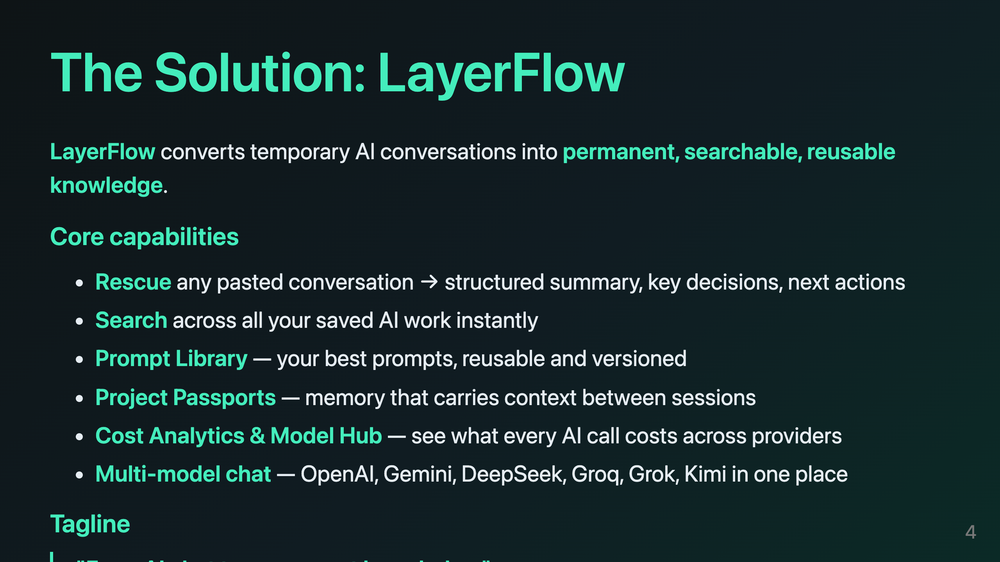 The Solution: LayerFlow
LayerFlow converts temporary AI conversations into permanent, searchable, reusable
knowledge.
Core capabilities
• Rescue any pasted conversation → structured summary, key decisions, next actions
• Search across all your saved AI work instantly
• Prompt Library — your best prompts, reusable and versioned
• Project Passports — memory that carries context between sessions
• Cost Analytics & Model Hub — see what every AI call costs across providers
• Multi-model chat — OpenAI, Gemini, DeepSeek, Groq, Grok, Kimi in one place
Tagline
4